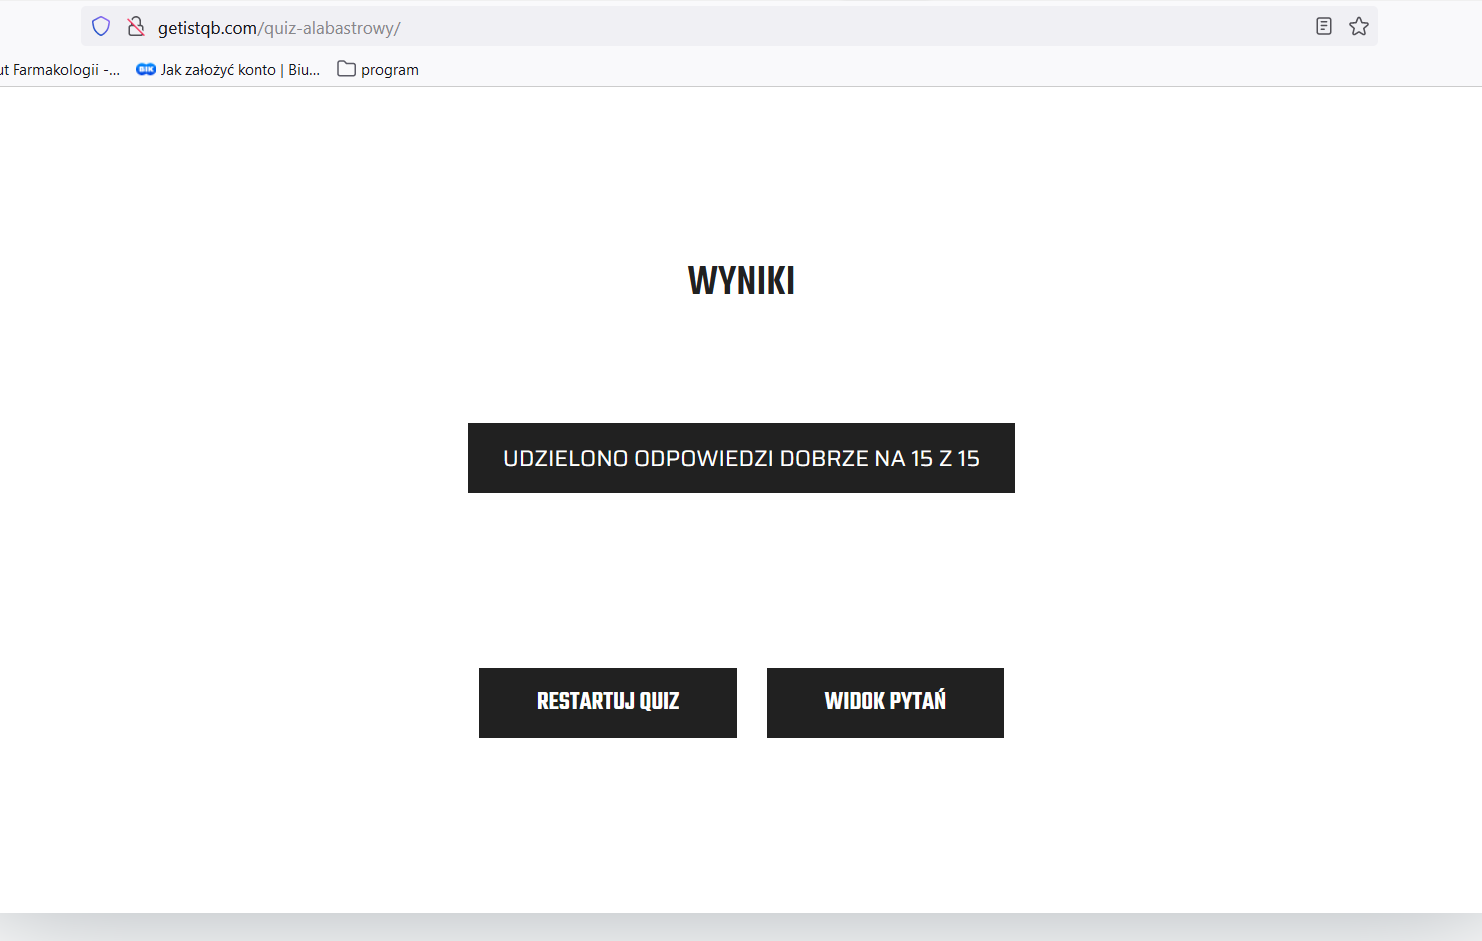 getistqb.com/quiz-alabastrowy/
ut Farmakologii -... BIK Jak założyć konto | Biu... program
WYNIKI
UDZIELONO ODPOWIEDZI DOBRZE NA 15 Z 15
RESTARTUJ QUIZ WIDOK PYTAŃ